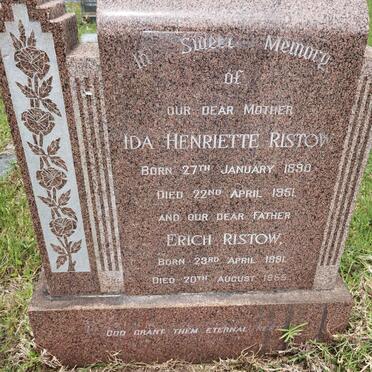 In Sweet Memory
of
OUR DEAR MOTHER
IDA HENRIETTE RISTOW
BORN 27TH JANUARY 1890
DIED 22ND APRIL 1951
AND OUR DEAR FATHER
ERICH RISTOW,
BORN 23RD APRIL 1881
DIED 20TH AUGUST
GOD GRANT THEM ETERNAL